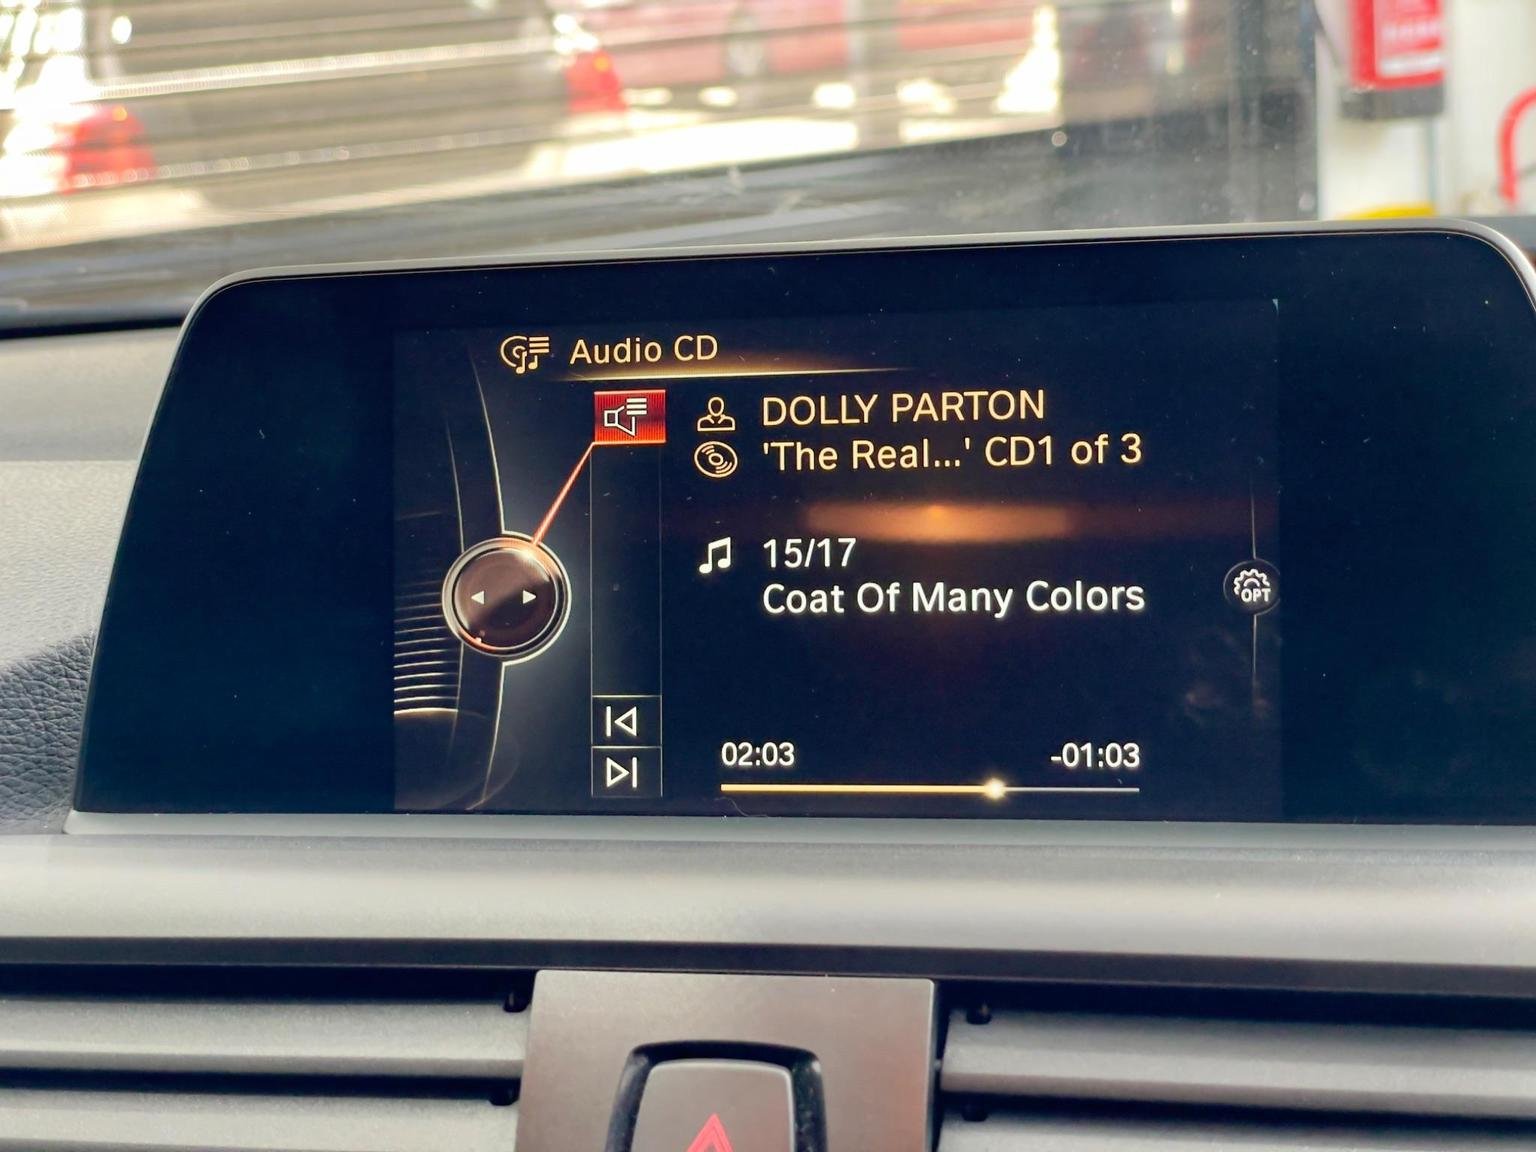 Audio CD
DOLLY PARTON
'The Real...' CD1 of 3
15/17
Coat Of Many Colors
OPT
02:03
-01:03